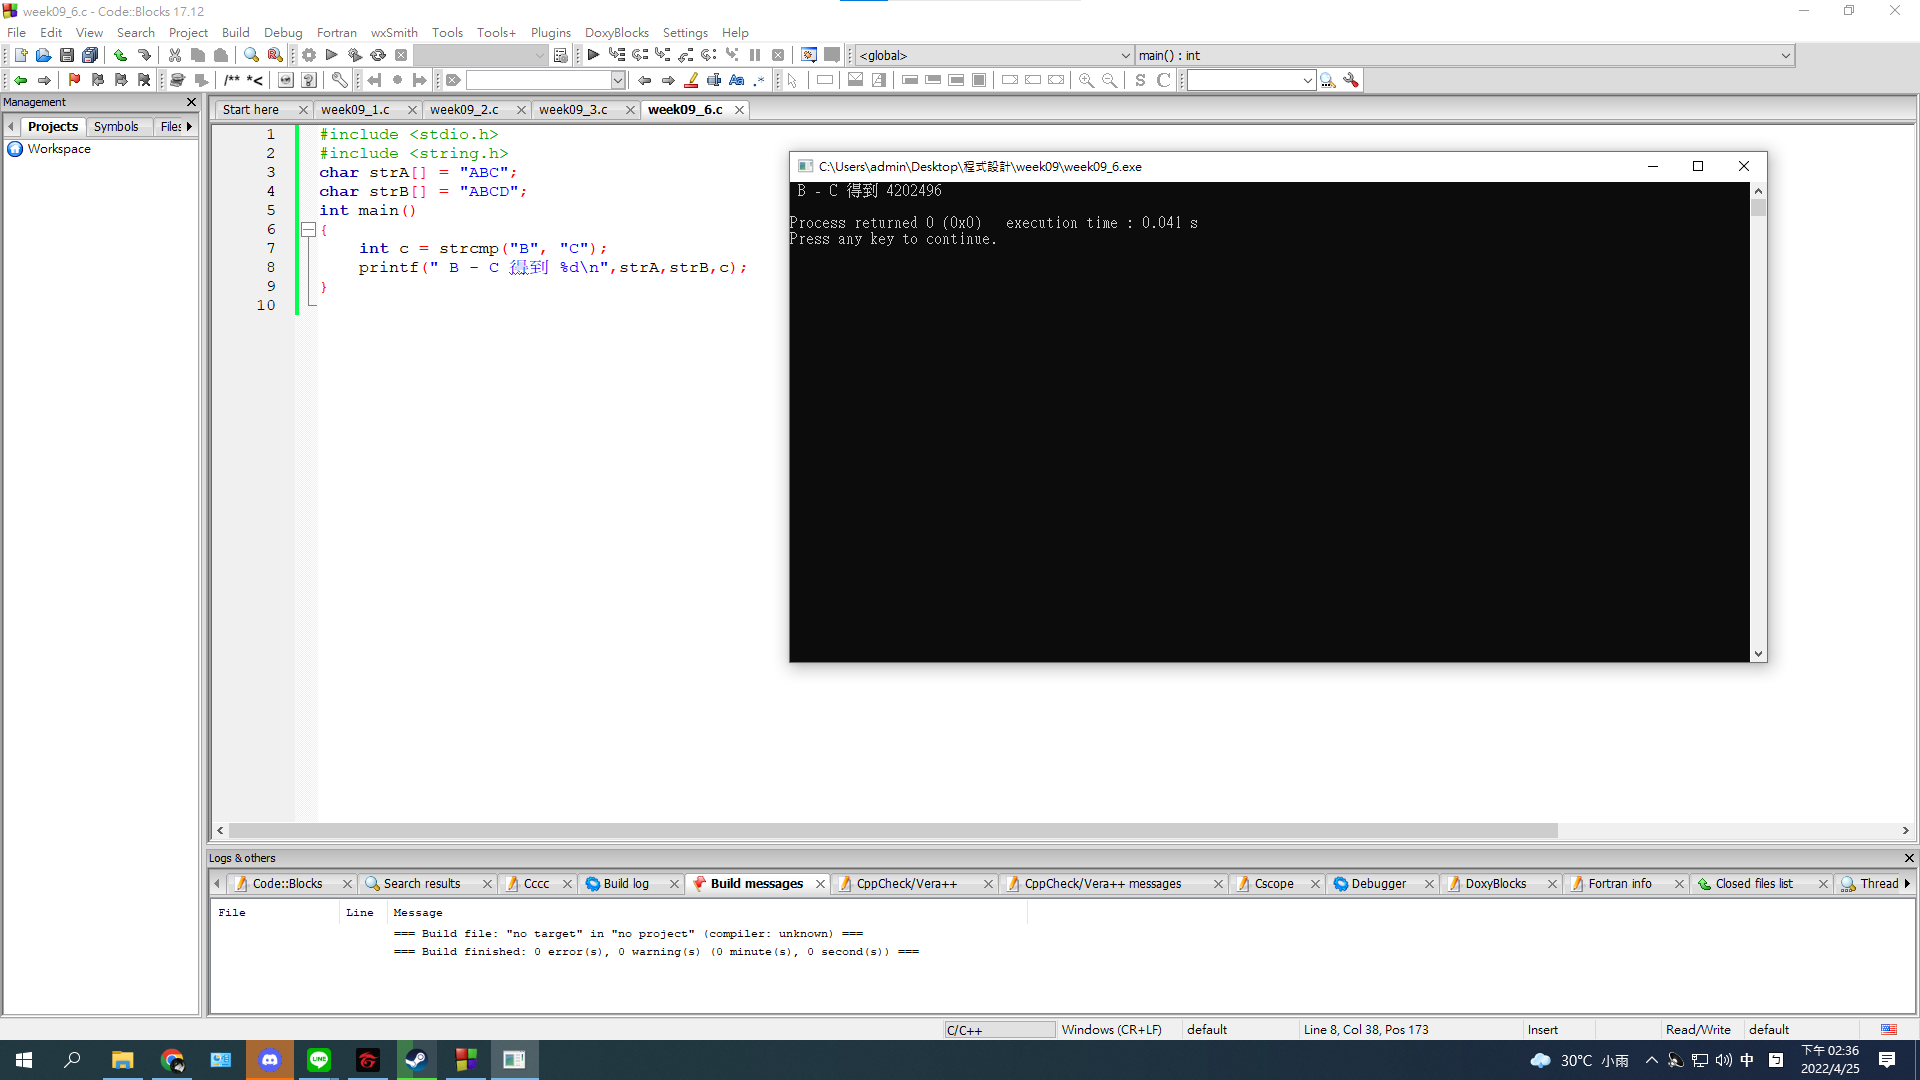 week09_6.c - Code::Blocks 17.12
File Edit View Search Project Build Debug Fortran wxSmith Tools Tools+ Plugins DoxyBlocks Settings Help
<global> main() : int
/** *< Aa .* S C
Management
Start here week09_1.c week09_2.c week09_3.c week09_6.c
Projects Symbols Files
Workspace
1 #include <stdio.h>
2 #include <string.h>
3 char strA[] = "ABC";
4 char strB[] = "ABCD";
5 int main()
6 {
7 int c = strcmp("B", "C");
8 printf(" B - C 得到 %d\n",strA,strB,c);
9 }
10
C:\Users\admin\Desktop\程式設計\week09\week09_6.exe
B - C 得到 4202496
Process returned 0 (0x0) execution time : 0.041 s
Press any key to continue.
Logs & others
Code::Blocks Search results Cccc Build log Build messages CppCheck/Vera++ CppCheck/Vera++ messages Cscope Debugger DoxyBlocks Fortran info Closed files list Thread
File Line Message
=== Build file: "no target" in "no project" (compiler: unknown) ===
=== Build finished: 0 error(s), 0 warning(s) (0 minute(s), 0 second(s)) ===
C/C++ Windows (CR+LF) default Line 8, Col 38, Pos 173 Insert Read/Write default
LINE
30°C 小雨 中 下午 02:36
2022/4/25